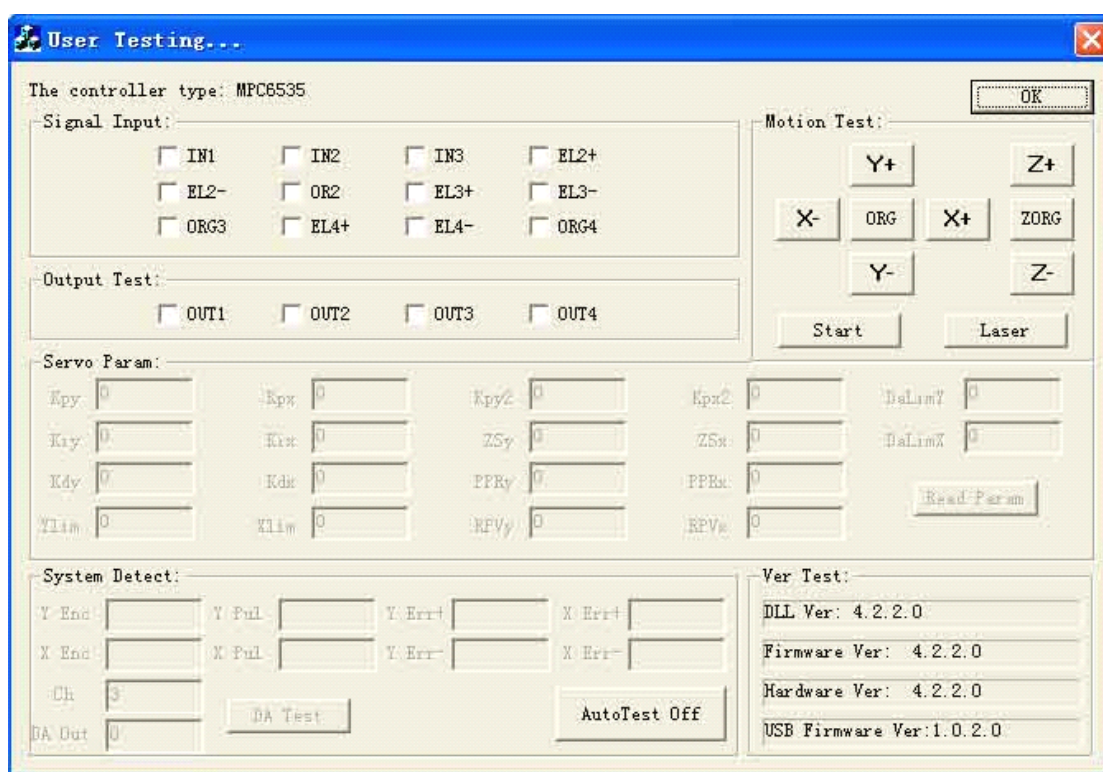 User Testing...
The controller type: MPC6535
OK
Signal Input:
IN1 IN2 IN3 EL2+
EL2- OR2 EL3+ EL3-
ORG3 EL4+ EL4- ORG4
Motion Test:
Y+ Z+
X- ORG X+ ZORG
Y- Z-
Start Laser
Output Test:
OUT1 OUT2 OUT3 OUT4
Servo Param:
Kpy 0 Kpx 0 Kpy2 0 Kpx2 0 DaLimY 0
Kiy 0 Kix 0 ZSy 0 ZSx 0 DaLimX 0
Kdy 0 Kdx 0 PPRy 0 PPRx 0
Read Param
Ylim 0 Xlim 0 RPVy 0 RPVx 0
System Detect:
Y Enc Y Pul Y Err+ X Err+
X Enc X Pul Y Err- X Err-
Ch 3
DA Out 0 DA Test AutoTest Off
Ver Test:
DLL Ver: 4.2.2.0
Firmware Ver: 4.2.2.0
Hardware Ver: 4.2.2.0
USB Firmware Ver:1.0.2.0